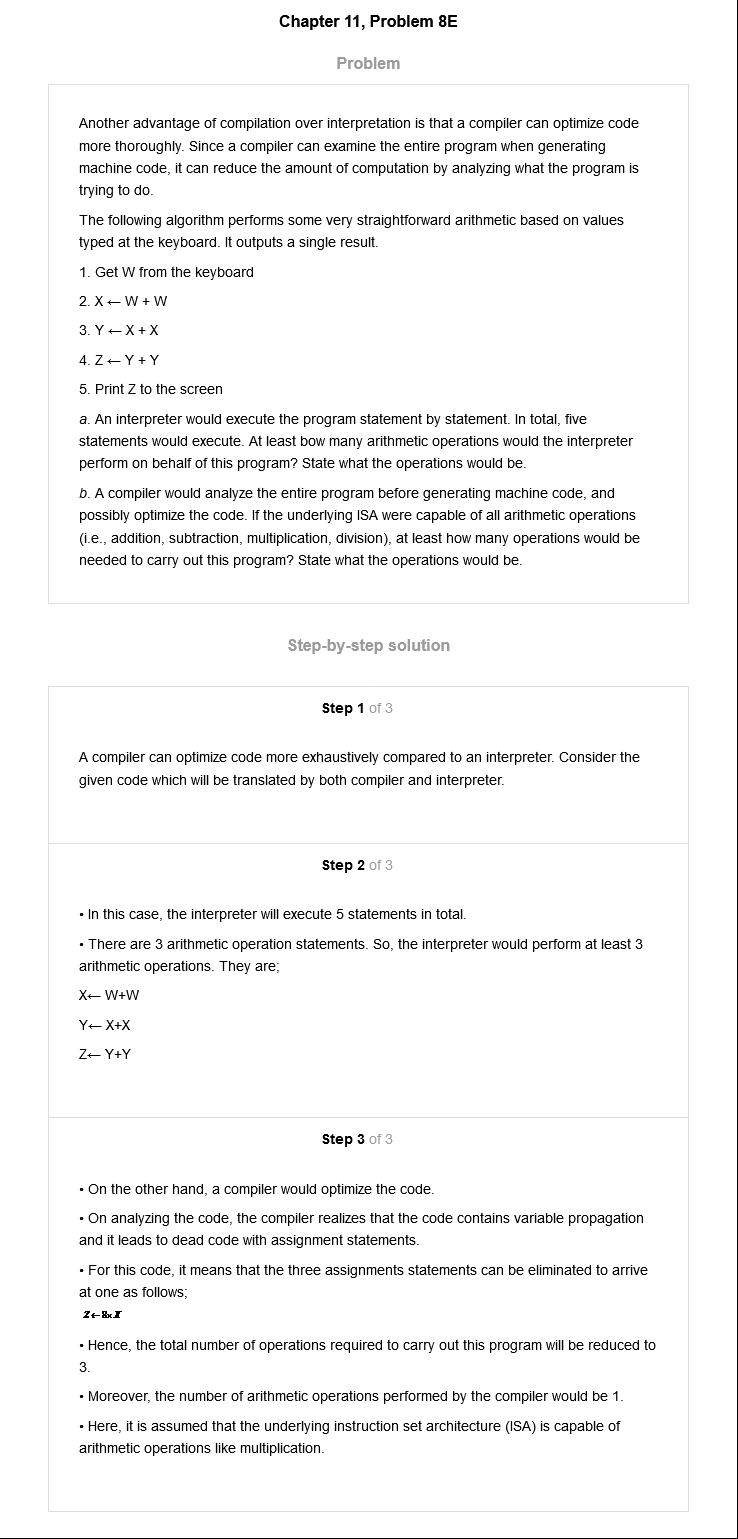 Chapter 11, Problem 8E
Problem
Another advantage of compilation over interpretation is that a compiler can optimize code
more thoroughly. Since a compiler can examine the entire program when generating
machine code, it can reduce the amount of computation by analyzing what the program is
trying to do.
The following algorithm performs some very straightforward arithmetic based on values
typed at the keyboard. It outputs a single result.
1. Get W from the keyboard
2. X ← W + W
3. Y ← X + X
4. Z ← Y + Y
5. Print Z to the screen
a. An interpreter would execute the program statement by statement. In total, five
statements would execute. At least bow many arithmetic operations would the interpreter
perform on behalf of this program? State what the operations would be.
b. A compiler would analyze the entire program before generating machine code, and
possibly optimize the code. If the underlying ISA were capable of all arithmetic operations
(i.e., addition, subtraction, multiplication, division), at least how many operations would be
needed to carry out this program? State what the operations would be.
Step-by-step solution
Step 1 of 3
A compiler can optimize code more exhaustively compared to an interpreter. Consider the
given code which will be translated by both compiler and interpreter.
Step 2 of 3
• In this case, the interpreter will execute 5 statements in total.
• There are 3 arithmetic operation statements. So, the interpreter would perform at least 3
arithmetic operations. They are;
X← W+W
Y← X+X
Z← Y+Y
Step 3 of 3
• On the other hand, a compiler would optimize the code.
• On analyzing the code, the compiler realizes that the code contains variable propagation
and it leads to dead code with assignment statements.
• For this code, it means that the three assignments statements can be eliminated to arrive
at one as follows;
Z←8×
• Hence, the total number of operations required to carry out this program will be reduced to
3.
• Moreover, the number of arithmetic operations performed by the compiler would be 1.
• Here, it is assumed that the underlying instruction set architecture (ISA) is capable of
arithmetic operations like multiplication.